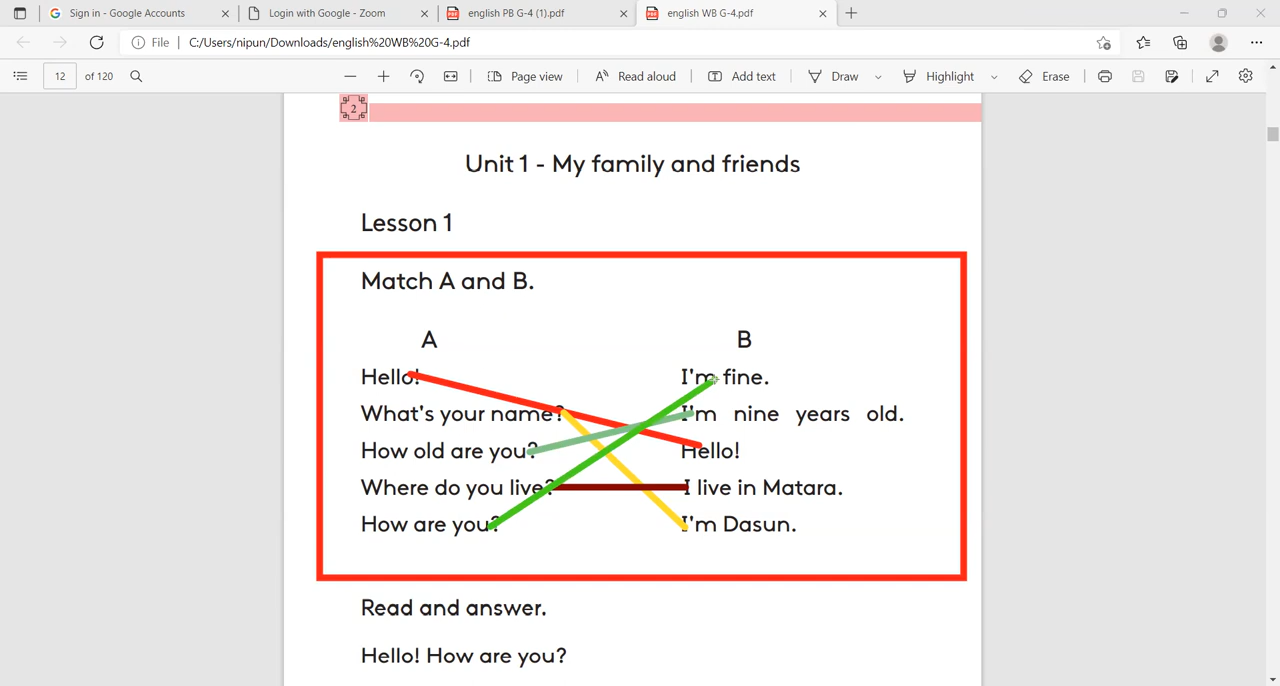 Sign in - Google Accounts
Login with Google - Zoom
english PB G-4 (1).pdf
english WB G-4.pdf
File | C:/Users/nipun/Downloads/english%20WB%20G-4.pdf
12 of 120
Page view
Read aloud
Add text
Draw
Highlight
Erase
2
Unit 1 - My family and friends
Lesson 1
Match A and B.
A B
Hello! I'm fine.
What's your name? I'm nine years old.
How old are you? Hello!
Where do you live? I live in Matara.
How are you? I'm Dasun.
Read and answer.
Hello! How are you?